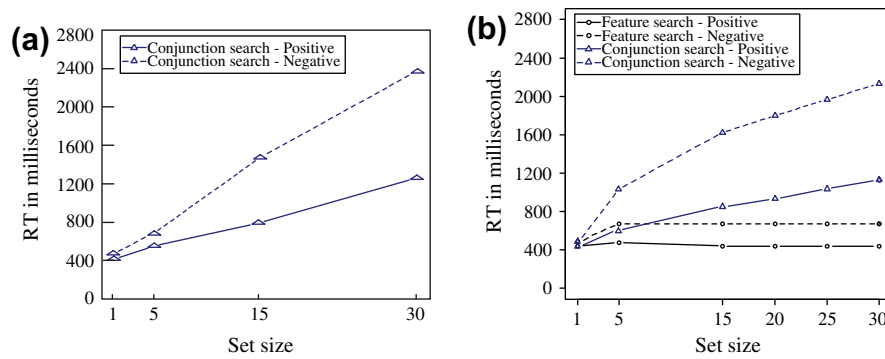 (a)
RT in milliseconds
2800
2400
2000
1600
1200
800
400
0
Conjunction search - Positive
Conjunction search - Negative
1 5 15 30
Set size
(b)
RT in milliseconds
2800
2400
2000
1600
1200
800
400
0
Feature search - Positive
Feature search - Negative
Conjunction search - Positive
Conjunction search - Negative
1 5 15 20 25 30
Set size